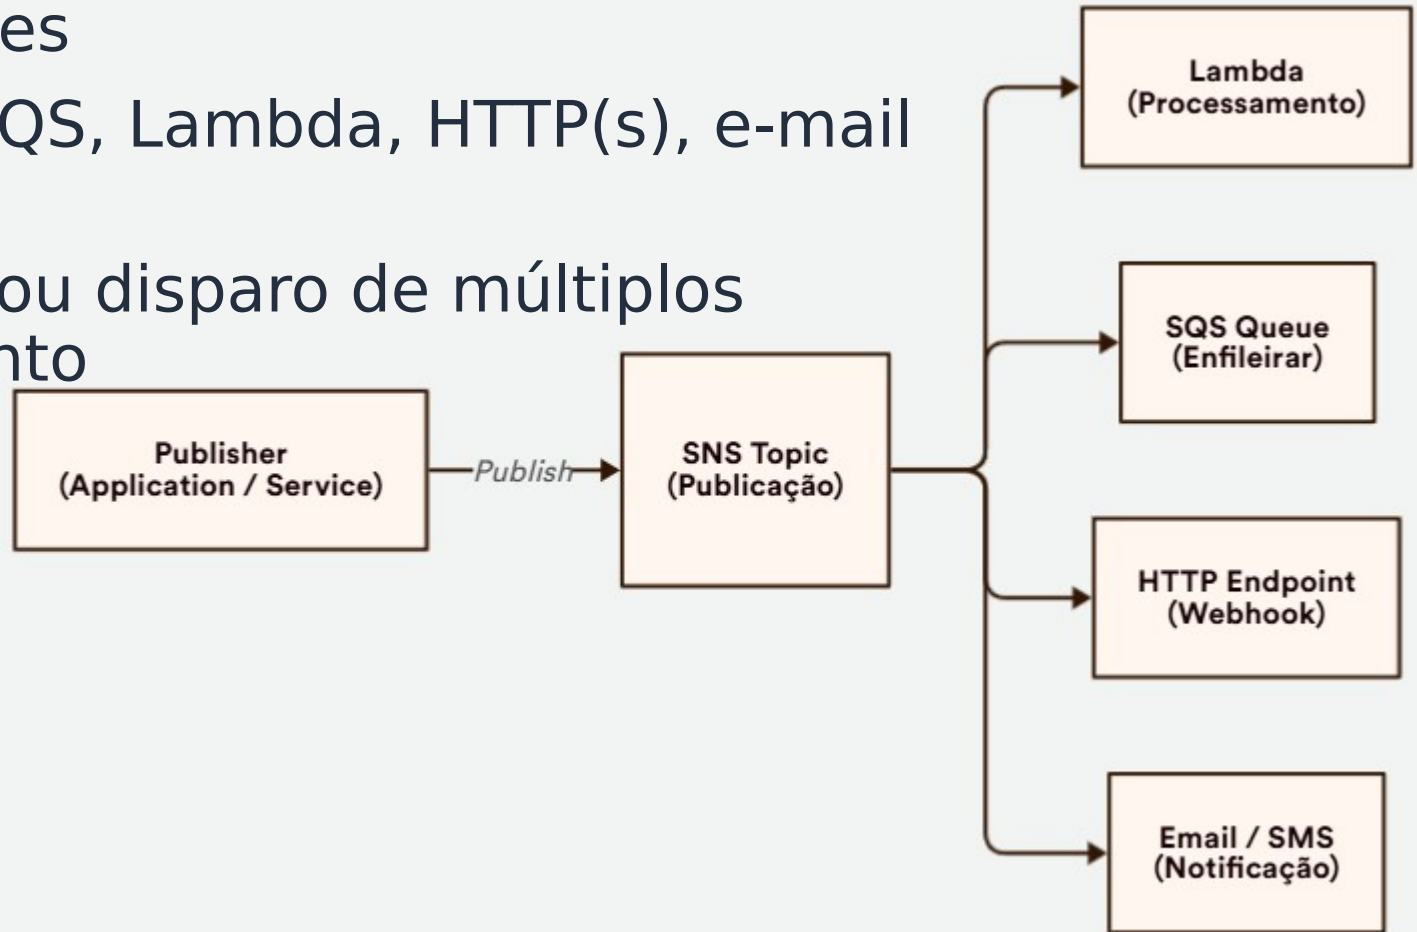 es
QS, Lambda, HTTP(s), e-mail
ou disparo de múltiplos
nto
Publisher
(Application / Service)
Publish
SNS Topic
(Publicação)
Lambda
(Processamento)
SQS Queue
(Enfileirar)
HTTP Endpoint
(Webhook)
Email / SMS
(Notificação)